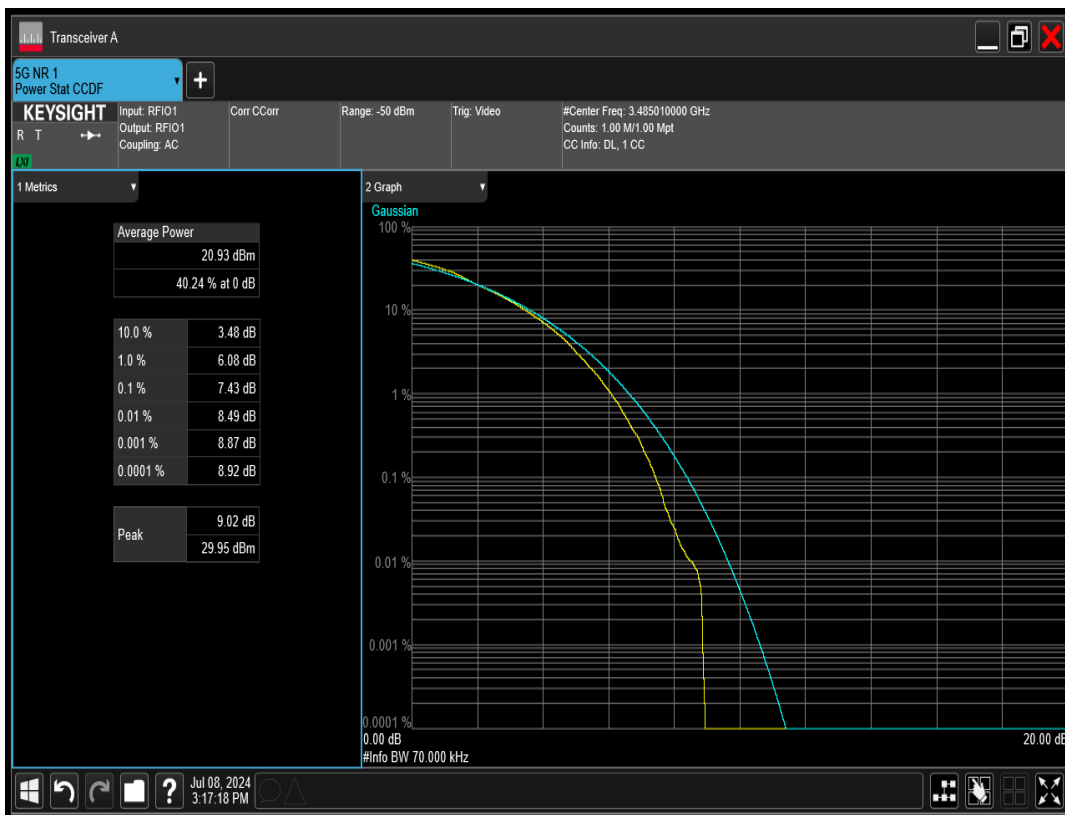 Transceiver A
5G NR 1
Power Stat CCDF
+
KEYSIGHT
R T
LXI
Input: RFIO1
Output: RFIO1
Coupling: AC
Corr CCorr
Range: -50 dBm
Trig: Video
#Center Freq: 3.485010000 GHz
Counts: 1.00 M/1.00 Mpt
CC Info: DL, 1 CC
1 Metrics
Average Power
20.93 dBm
40.24 % at 0 dB
10.0 % 3.48 dB
1.0 % 6.08 dB
0.1 % 7.43 dB
0.01 % 8.49 dB
0.001 % 8.87 dB
0.0001 % 8.92 dB
Peak 9.02 dB
29.95 dBm
2 Graph
Gaussian
100 %
10 %
1 %
0.1 %
0.01 %
0.001 %
0.0001 %
0.00 dB
20.00 dB
#Info BW 70.000 kHz
?
Jul 08, 2024
3:17:18 PM